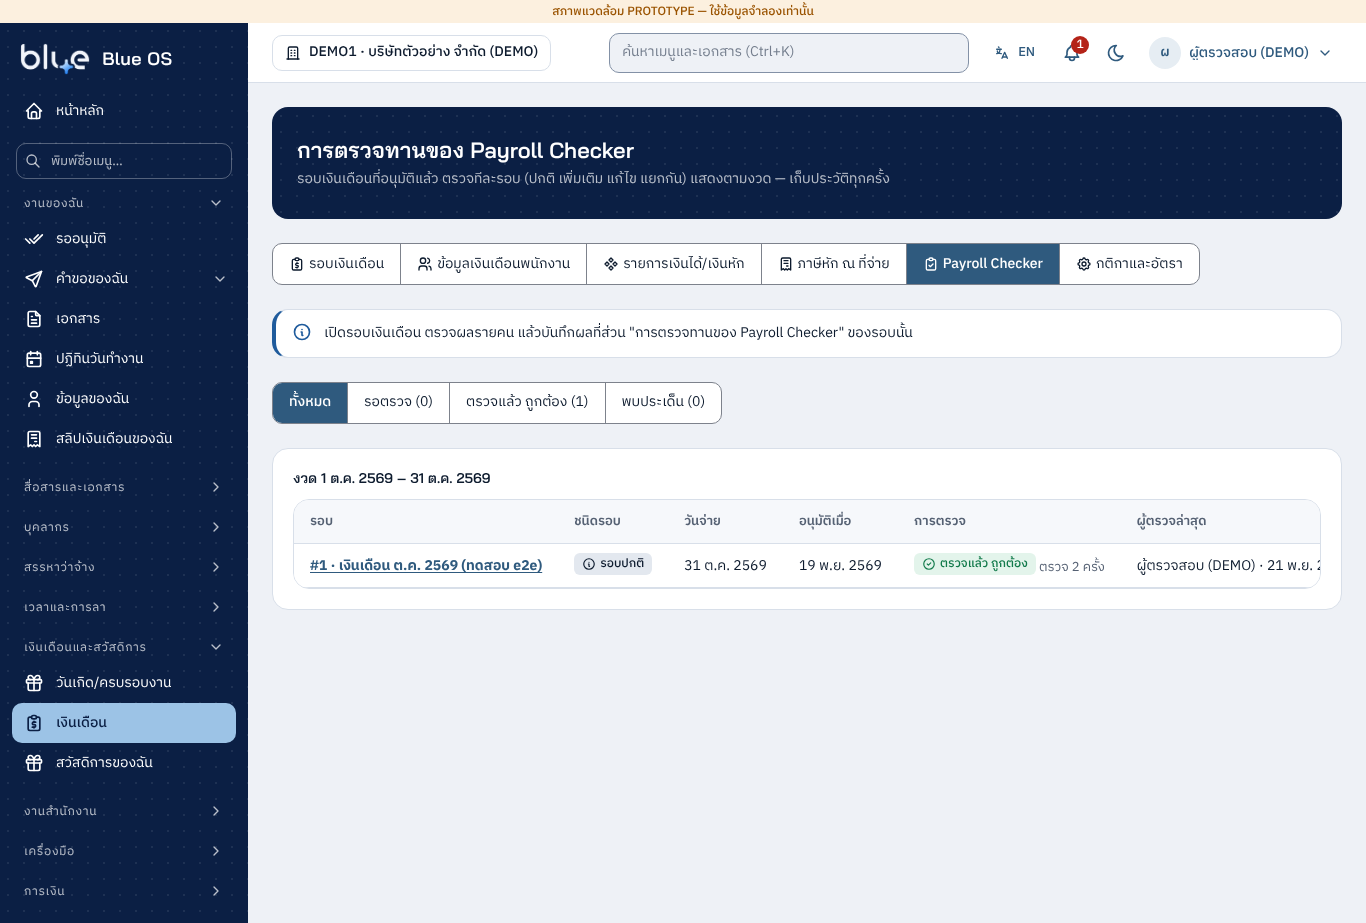 สภาพแวดล้อม PROTOTYPE — ใช้ข้อมูลจำลองเท่านั้น
blue Blue OS
DEMO1 · บริษัทตัวอย่าง จำกัด (DEMO)
ค้นหาเมนูและเอกสาร (Ctrl+K)
EN
1
ผ
ผู้ตรวจสอบ (DEMO)
หน้าหลัก
พิมพ์ชื่อเมนู...
งานของฉัน
รออนุมัติ
คำขอของฉัน
เอกสาร
ปฏิทินวันทำงาน
ข้อมูลของฉัน
สลิปเงินเดือนของฉัน
สื่อสารและเอกสาร
บุคลากร
สรรหาว่าจ้าง
เวลาและการลา
เงินเดือนและสวัสดิการ
วันเกิด/ครบรอบงาน
เงินเดือน
สวัสดิการของฉัน
งานสำนักงาน
เครื่องมือ
การเงิน
การตรวจทานของ Payroll Checker
รอบเงินเดือนที่อนุมัติแล้ว ตรวจทีละรอบ (ปกติ เพิ่มเติม แก้ไข แยกกัน) แสดงตามงวด — เก็บประวัติทุกครั้ง
รอบเงินเดือน ข้อมูลเงินเดือนพนักงาน รายการเงินได้/เงินหัก ภาษีหัก ณ ที่จ่าย Payroll Checker กติกาและอัตรา
เปิดรอบเงินเดือน ตรวจผลรายคน แล้วบันทึกผลที่ส่วน "การตรวจทานของ Payroll Checker" ของรอบนั้น
ทั้งหมด รอตรวจ (0) ตรวจแล้ว ถูกต้อง (1) พบประเด็น (0)
งวด 1 ต.ค. 2569 – 31 ต.ค. 2569
รอบ ชนิดรอบ วันจ่าย อนุมัติเมื่อ การตรวจ ผู้ตรวจล่าสุด
#1 · เงินเดือน ต.ค. 2569 (ทดสอบ e2e) รอบปกติ 31 ต.ค. 2569 19 พ.ย. 2569 ตรวจแล้ว ถูกต้อง ตรวจ 2 ครั้ง ผู้ตรวจสอบ (DEMO) · 21 พ.ย.